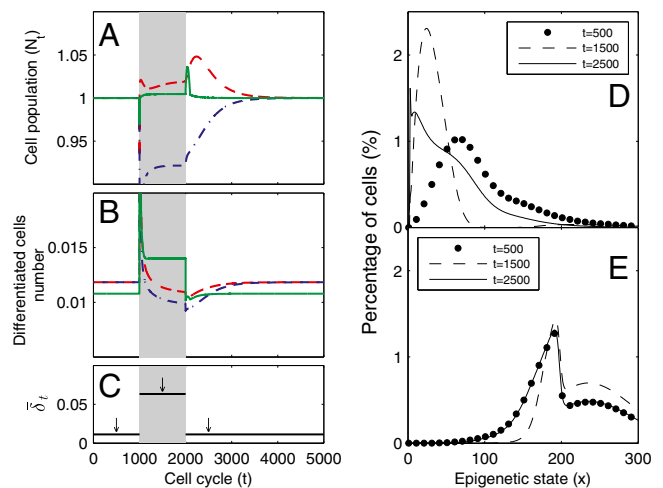 A
Cell population (N_t)
1.05
1
0.95
B
Differentiated cells
number
0.015
0.01
C
δ̄_t
0.05
0
0 1000 2000 3000 4000 5000
Cell cycle (t)
D
t=500
t=1500
t=2500
Percentage of cells (%)
2
1
0
E
t=500
t=1500
t=2500
2
1
0
0 100 200 300
Epigenetic state (x)